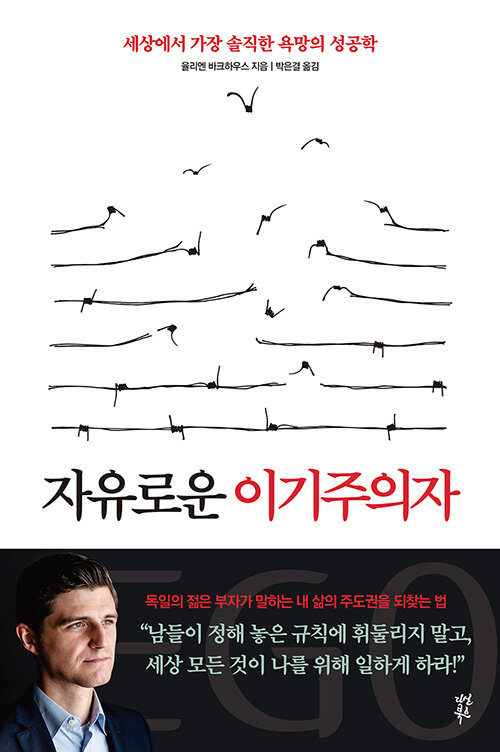 세상에서 가장 솔직한 욕망의 성공학
율리엔 바크하우스 지음 | 박은결 옮김
자유로운 이기주의자
EGO
독일의 젊은 부자가 말하는 내 삶의 주도권을 되찾는 법
“남들이 정해 놓은 규칙에 휘둘리지 말고,
세상 모든 것이 나를 위해 일하게 하라!”
다산
북스